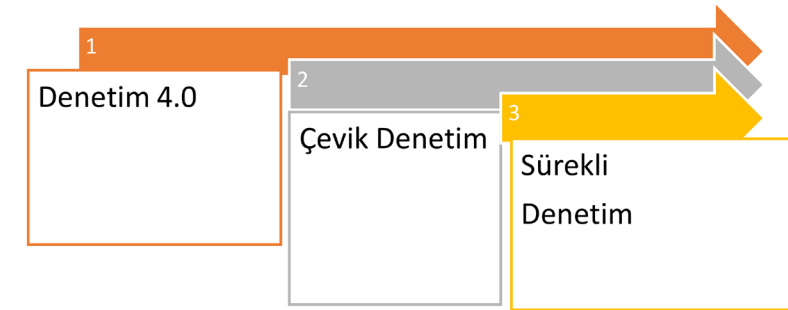 1
Denetim 4.0
2
Çevik Denetim
3
Sürekli
Denetim